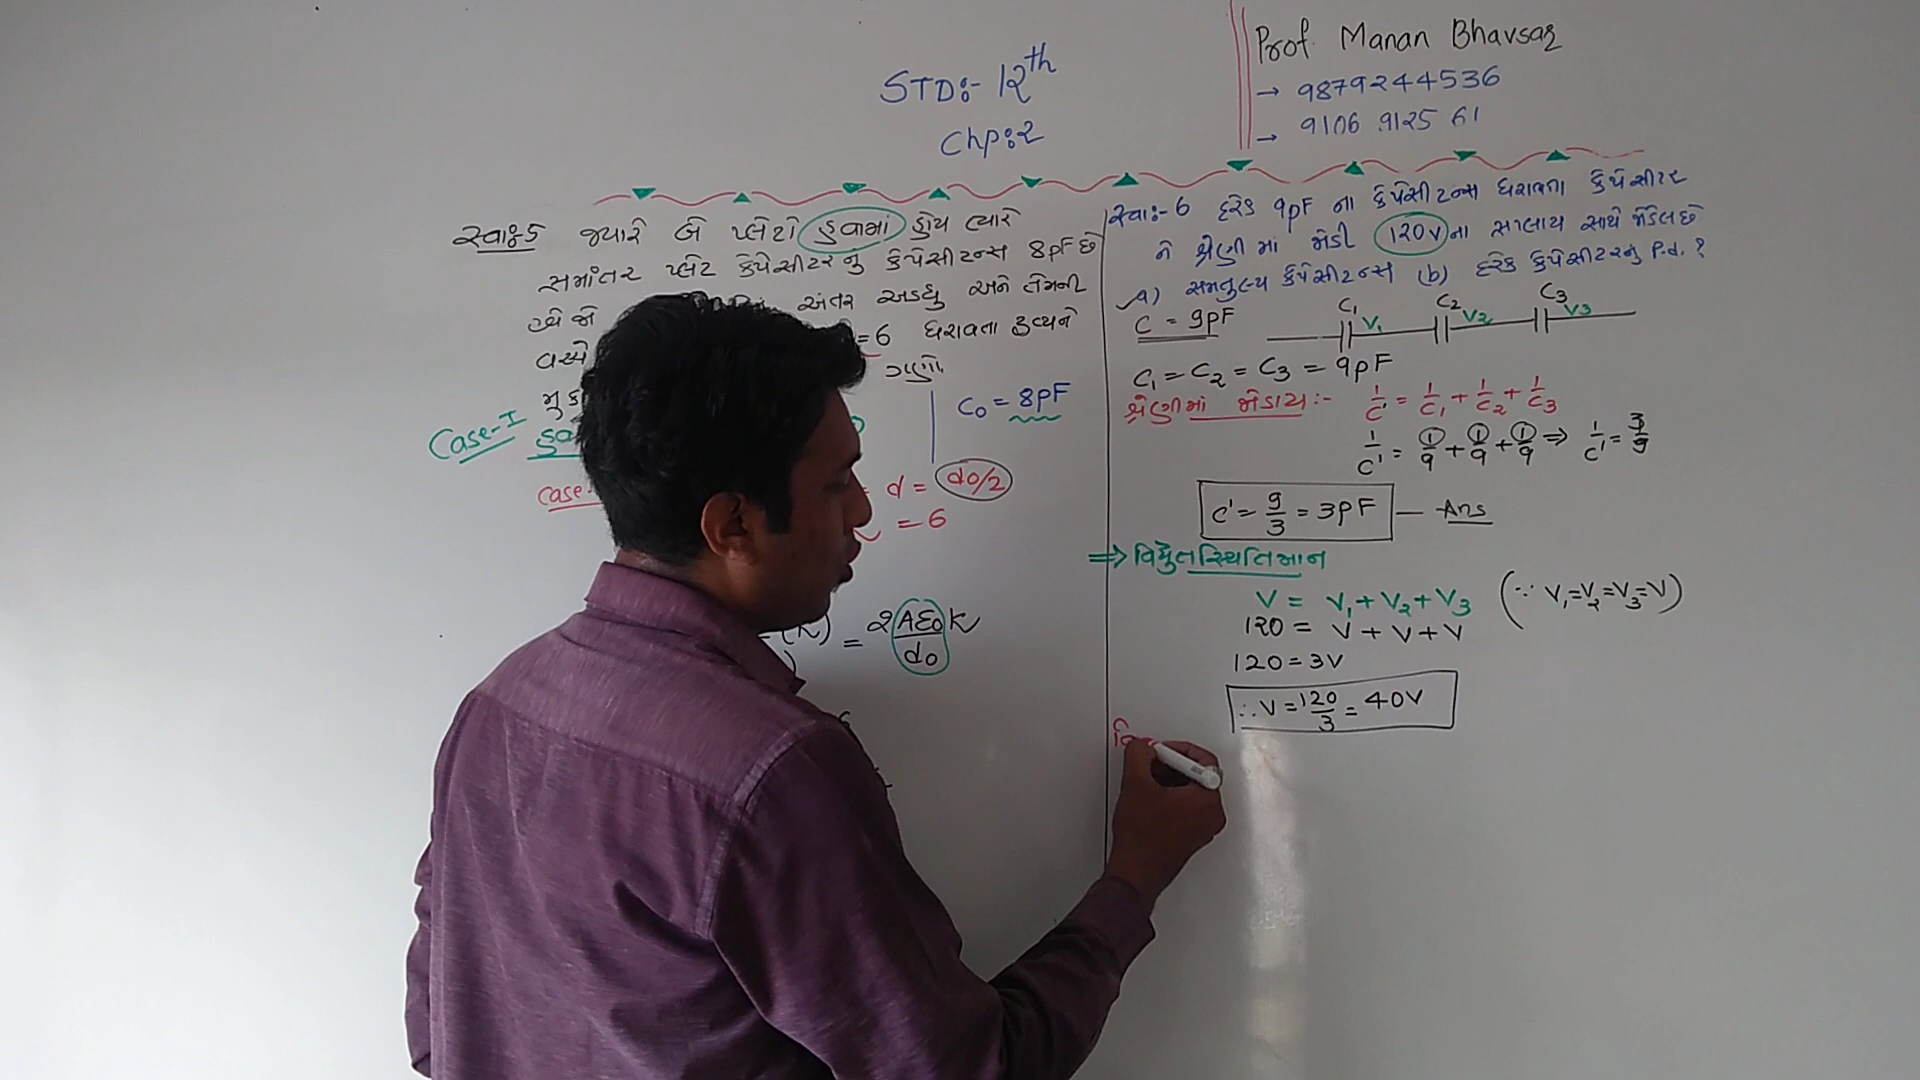 STD:- 12th
Chp:2
Prof. Manan Bhavsar
→ 9879244536
→ 9106 9125 61
સ્વા:5 જ્યારે બે પ્લેટો હવામાં હોય ત્યારે
સમાંતર પ્લેટ કેપેસીટરનુ કેપેસીટન્સ 8pF છે
જો અંતર અડધુ અને તેમની
વચ્ચે =6 ધરાવતા દ્રવ્યને
ગણો.
Case-I C0 = 8pF
case- d = d0/2
= 6
(K) = 2Aε0K/d0
સ્વા:-6 દરેક 9pF ના કેપેસીટન્સ ધરાવતા કેપેસીટર
ને શ્રેણી માં જોડી 120V ના સપ્લાય સાથે જોડેલ છે
a) સમતુલ્ય કેપેસીટન્સ (b) દરેક કેપેસીટરનું P.d. ?
C = 9pF C1 V1 C2 V2 C3 V3
C1 = C2 = C3 = 9pF
શ્રેણીમાં જોડાણ:- 1/C' = 1/C1 + 1/C2 + 1/C3
1/C' = 1/9 + 1/9 + 1/9 ⇒ 1/C' = 3/9
C' = 9/3 = 3pF — Ans
⇒ વિદ્યુતસ્થિતિમાન
V = V1 + V2 + V3 (∵ V1=V2=V3=V)
120 = V + V + V
120 = 3V
∴ V = 120/3 = 40V
વિ